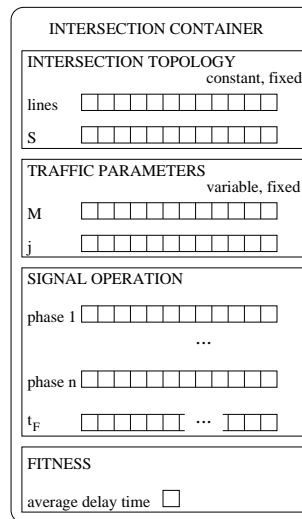 INTERSECTION CONTAINER
INTERSECTION TOPOLOGY
constant, fixed
lines
S
TRAFFIC PARAMETERS
variable, fixed
M
j
SIGNAL OPERATION
phase 1
...
phase n
t_F ...
FITNESS
average delay time